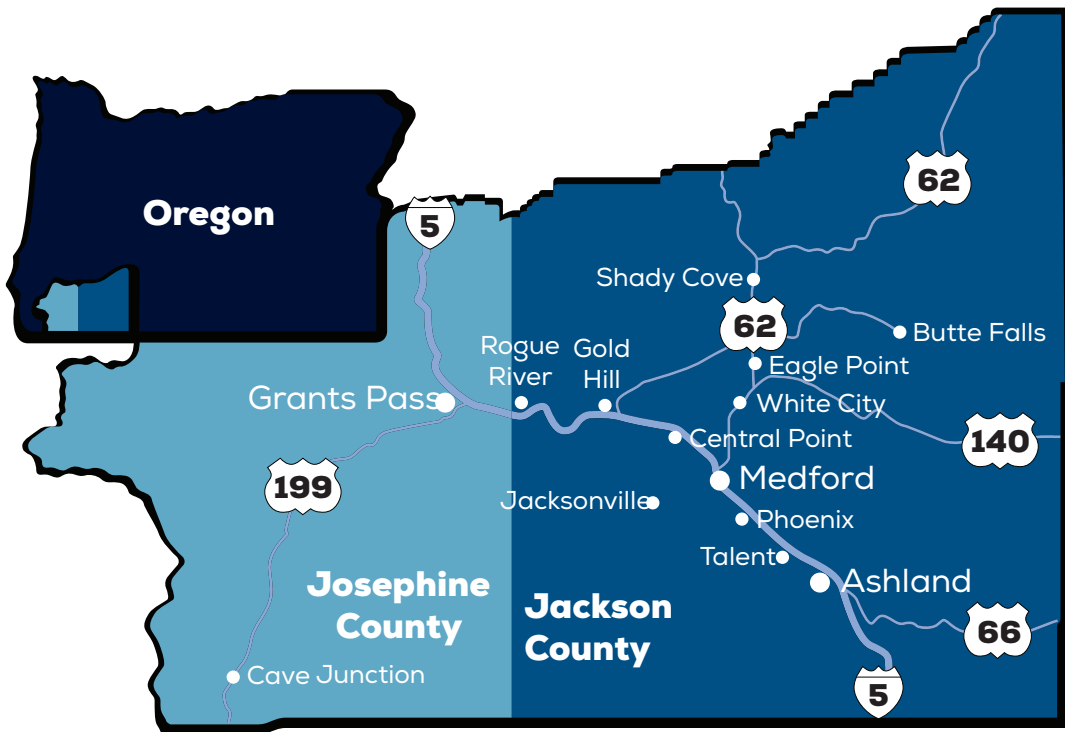 Oregon
5
62
Shady Cove
62
Butte Falls
Rogue
River
Gold
Hill
Eagle Point
Grants Pass
White City
Central Point
140
Medford
199
Jacksonville
Phoenix
Talent
Ashland
Josephine
County
Jackson
County
66
Cave Junction
5